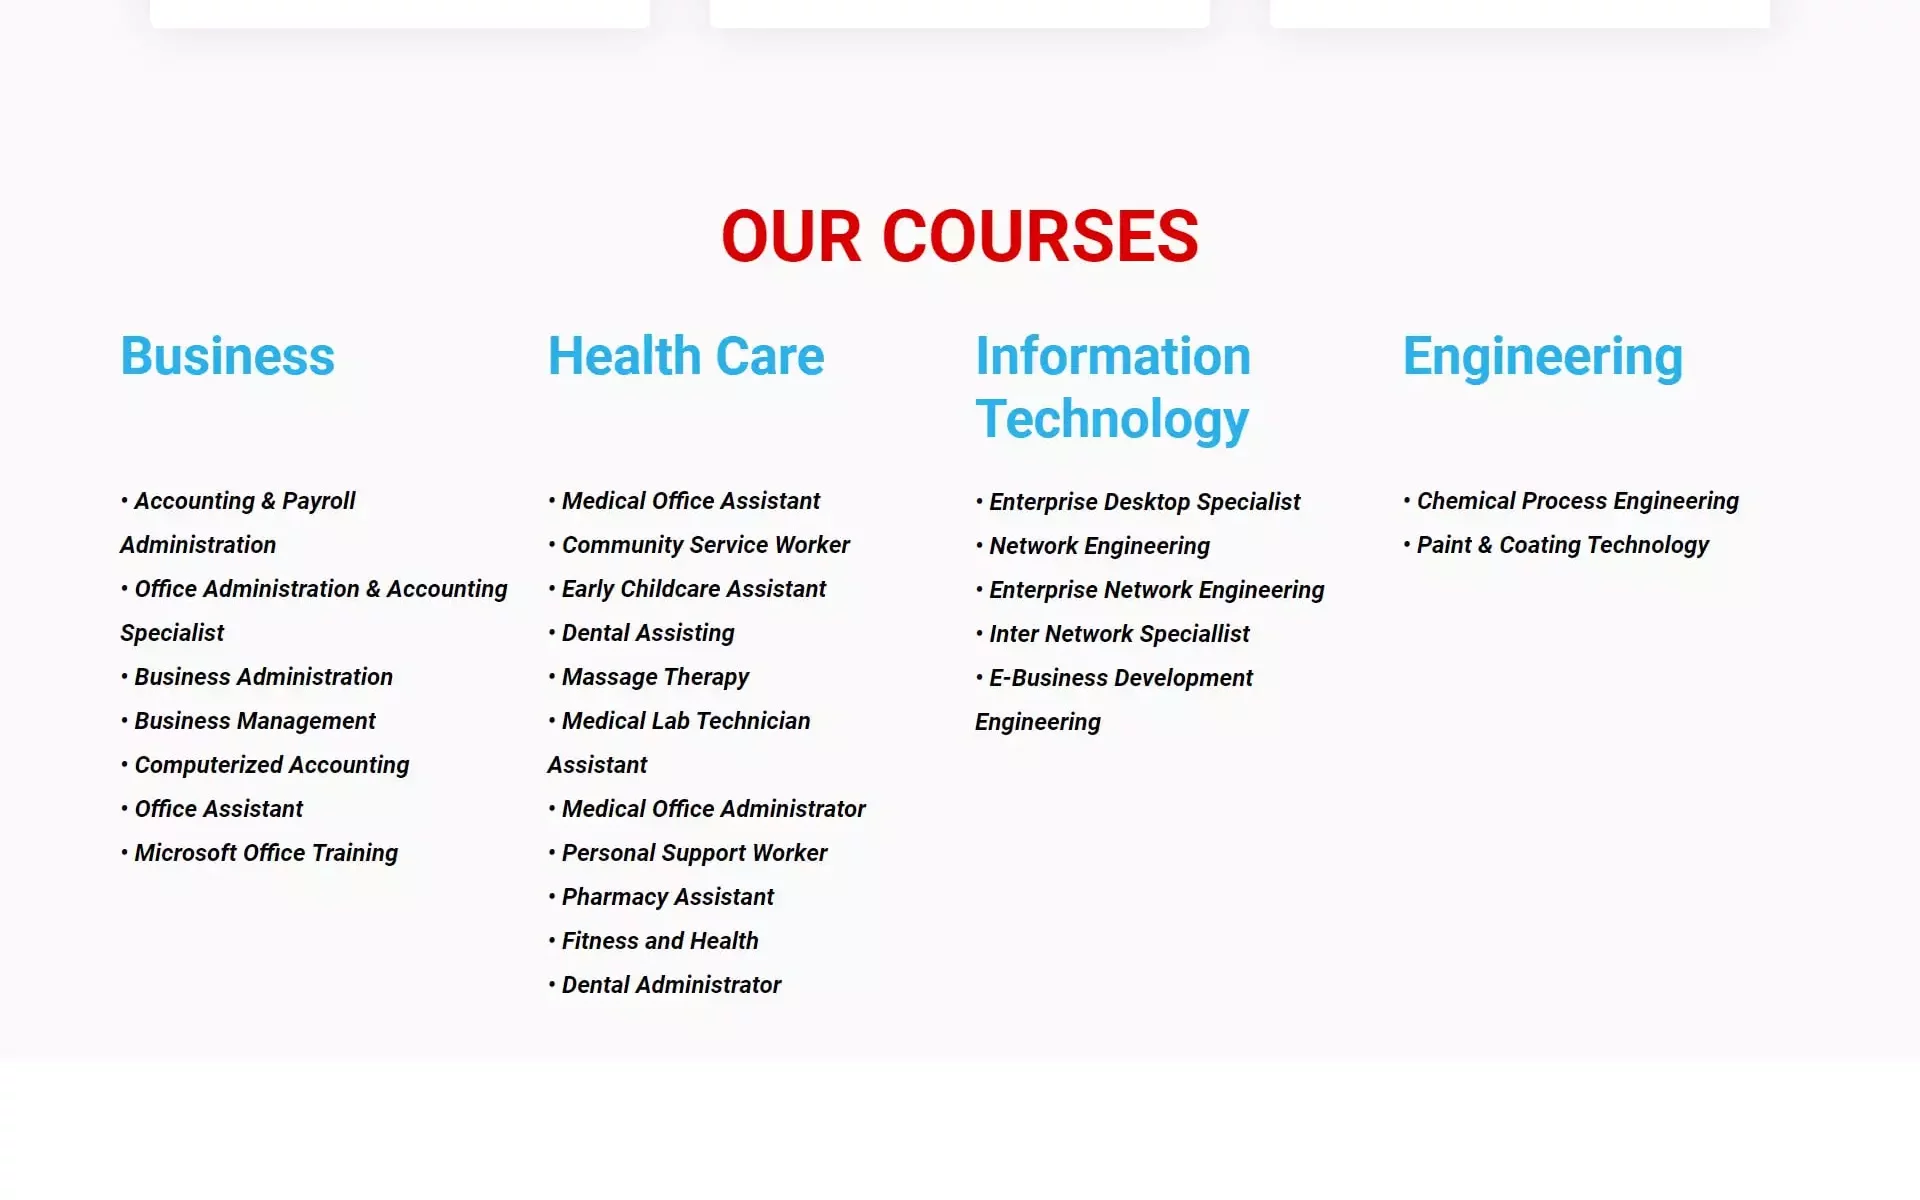 OUR COURSES
Business
• Accounting & Payroll
Administration
• Office Administration & Accounting
Specialist
• Business Administration
• Business Management
• Computerized Accounting
• Office Assistant
• Microsoft Office Training
Health Care
• Medical Office Assistant
• Community Service Worker
• Early Childcare Assistant
• Dental Assisting
• Massage Therapy
• Medical Lab Technician
Assistant
• Medical Office Administrator
• Personal Support Worker
• Pharmacy Assistant
• Fitness and Health
• Dental Administrator
Information
Technology
• Enterprise Desktop Specialist
• Network Engineering
• Enterprise Network Engineering
• Inter Network Speciallist
• E-Business Development
Engineering
Engineering
• Chemical Process Engineering
• Paint & Coating Technology